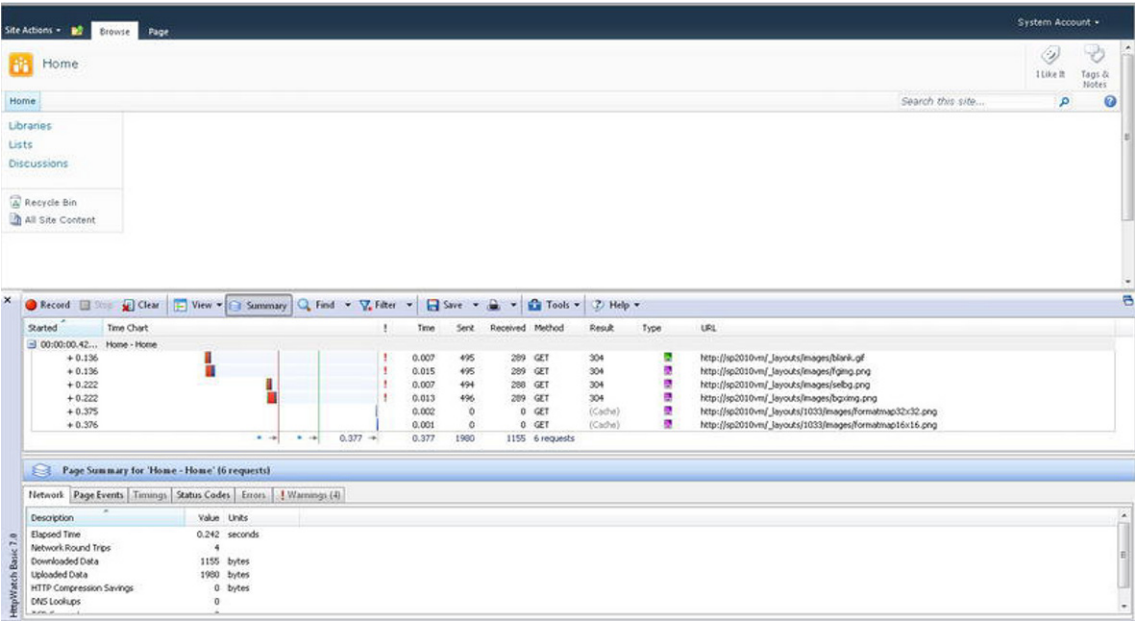 Site Actions Browse Page System Account
Home
I Like It Tags & Notes
Home Search this site...
Libraries
Lists
Discussions
Recycle Bin
All Site Content
Record Stop Clear View Summary Find Filter Save Tools Help
Started Time Chart ! Time Sent Received Method Result Type URL
00:00:00.42... Home - Home
+ 0.136 ! 0.007 495 289 GET 304 http://sp2010vm/_layouts/images/blank.gif
+ 0.136 ! 0.015 495 289 GET 304 http://sp2010vm/_layouts/images/fgimg.png
+ 0.222 ! 0.007 494 288 GET 304 http://sp2010vm/_layouts/images/selbg.png
+ 0.222 ! 0.013 496 289 GET 304 http://sp2010vm/_layouts/images/bgximg.png
+ 0.375 0.002 0 0 GET (Cache) http://sp2010vm/_layouts/1033/images/formatmap32x32.png
+ 0.376 0.001 0 0 GET (Cache) http://sp2010vm/_layouts/1033/images/formatmap16x16.png
0.377 0.377 1980 1155 6 requests
Page Summary for 'Home - Home' (6 requests)
Network Page Events Timings Status Codes Errors ! Warnings (4)
Description Value Units
Elapsed Time 0.242 seconds
Network Round Trips 4
Downloaded Data 1155 bytes
Uploaded Data 1980 bytes
HTTP Compression Savings 0 bytes
DNS Lookups 0
HttpWatch Basic 7.0